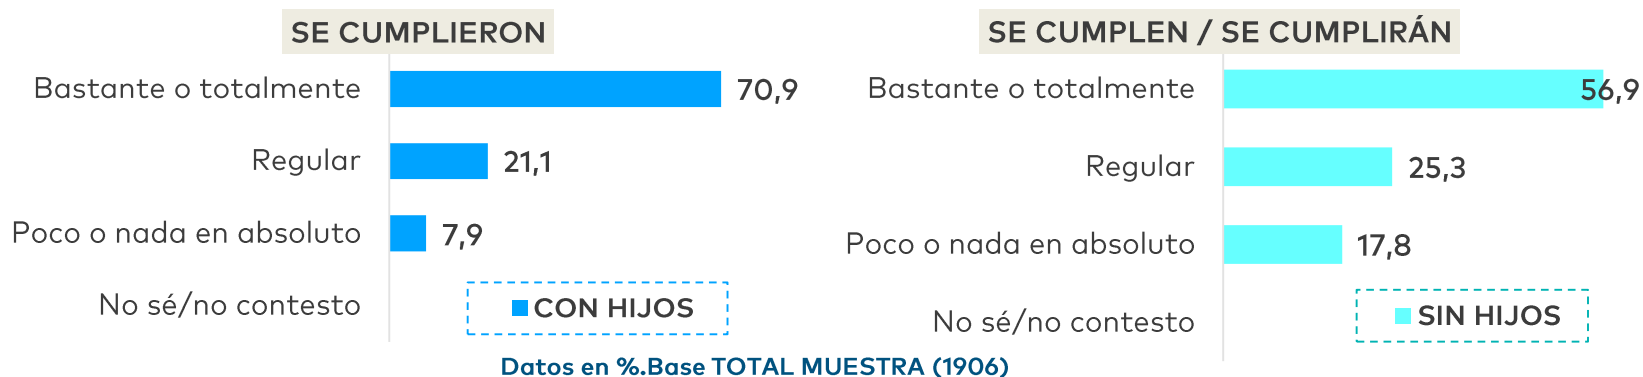 SE CUMPLIERON
Bastante o totalmente 70,9
Regular 21,1
Poco o nada en absoluto 7,9
No sé/no contesto
CON HIJOS
SE CUMPLEN / SE CUMPLIRÁN
Bastante o totalmente 56,9
Regular 25,3
Poco o nada en absoluto 17,8
No sé/no contesto
SIN HIJOS
Datos en %.Base TOTAL MUESTRA (1906)